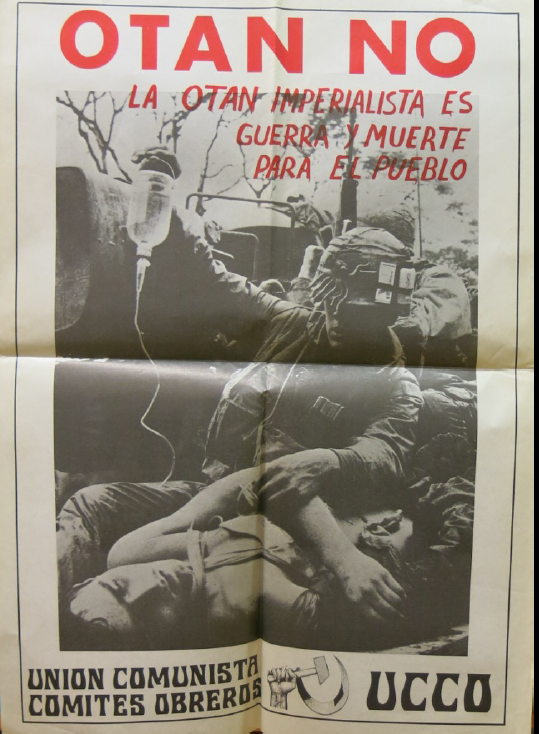 OTAN NO
LA OTAN IMPERIALISTA ES
GUERRA Y MUERTE
PARA EL PUEBLO
UNION COMUNISTA
COMITES OBREROS
UCCO